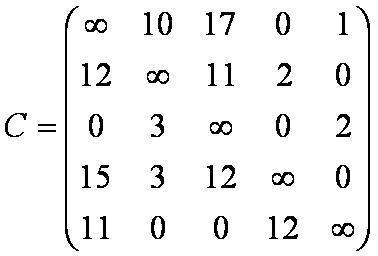 ∞ 10 17 0 1
12 ∞ 11 2 0
C = 0 3 ∞ 0 2
15 3 12 ∞ 0
11 0 0 12 ∞